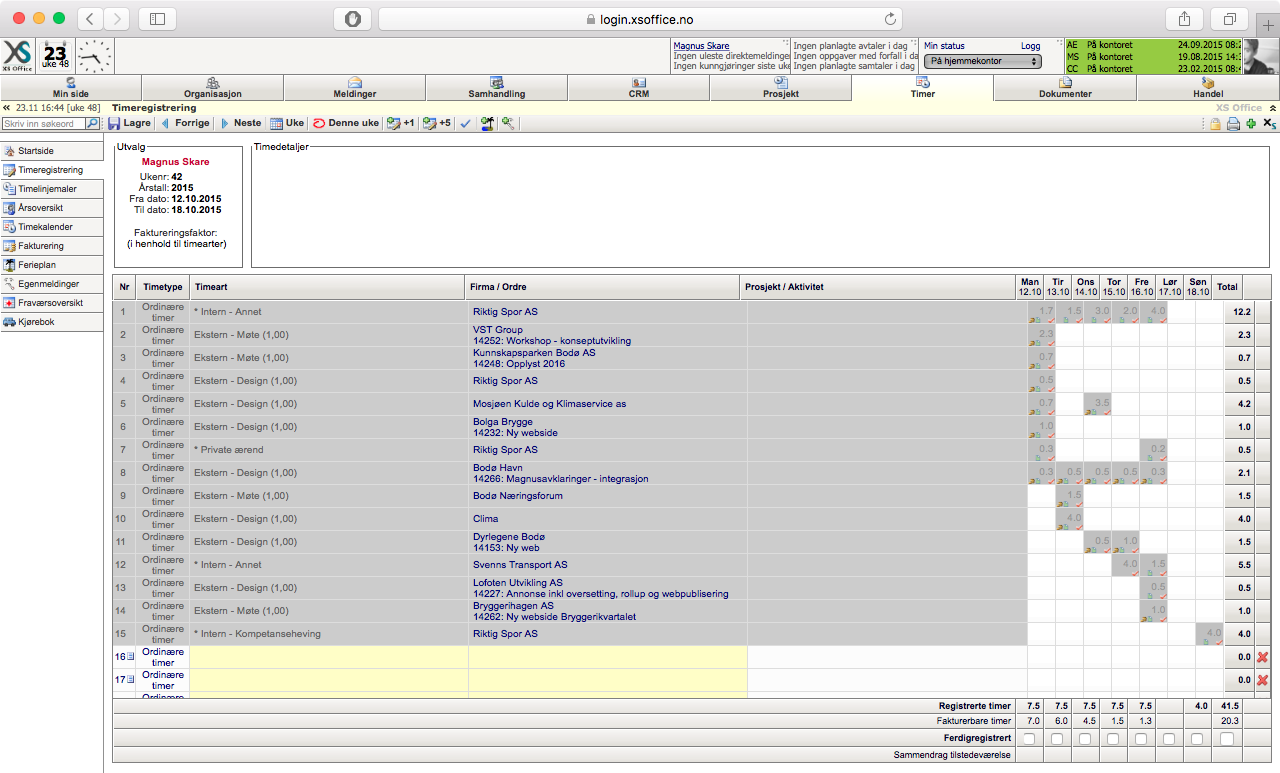 login.xsoffice.no
XS Office
23
uke 48
Magnus Skare
Ingen uleste direktemeldinge
Ingen kunngjøringer siste uke
Ingen planlagte avtaler i dag
Ingen oppgaver med forfall i da
Ingen planlagte samtaler i dag
Min status Logg
På hjemmekontor
AE På kontoret 24.09.2015 08:2
MS På kontoret 19.08.2015 14:3
CC På kontoret 23.02.2015 08:4
Min side Organisasjon Meldinger Samhandling CRM Prosjekt Timer Dokumenter Handel
« 23.11 16:44 [uke 48] Timeregistrering XS Office
Skriv inn søkeord Lagre Forrige Neste Uke Denne uke +1 +5
Startside
Timeregistrering
Timelinjemaler
Årsoversikt
Timekalender
Fakturering
Ferieplan
Egenmeldinger
Fraværsoversikt
Kjørebok
Utvalg
Magnus Skare
Ukenr: 42
Årstall: 2015
Fra dato: 12.10.2015
Til dato: 18.10.2015
Faktureringsfaktor:
(i henhold til timearter)
Timedetaljer
Nr Timetype Timeart Firma / Ordre Prosjekt / Aktivitet Man Tir Ons Tor Fre Lør Søn Total
12.10 13.10 14.10 15.10 16.10 17.10 18.10
1 Ordinære timer * Intern - Annet Riktig Spor AS 1.7 1.5 3.0 2.0 4.0 12.2
2 Ordinære timer Ekstern - Møte (1,00) VST Group 2.3 2.3
14252: Workshop - konseptutvikling
3 Ordinære timer Ekstern - Møte (1,00) Kunnskapsparken Bodø AS 0.7 0.7
14248: Opplyst 2016
4 Ordinære timer Ekstern - Design (1,00) Riktig Spor AS 0.5 0.5
5 Ordinære timer Ekstern - Design (1,00) Mosjøen Kulde og Klimaservice as 0.7 3.5 4.2
6 Ordinære timer Ekstern - Design (1,00) Bolga Brygge 1.0 1.0
14232: Ny webside
7 Ordinære timer * Private ærend Riktig Spor AS 0.3 0.2 0.5
8 Ordinære timer Ekstern - Design (1,00) Bodø Havn 0.3 0.5 0.5 0.5 0.3 2.1
14266: Magnusavklaringer - integrasjon
9 Ordinære timer Ekstern - Møte (1,00) Bodø Næringsforum 1.5 1.5
10 Ordinære timer Ekstern - Design (1,00) Clima 4.0 4.0
11 Ordinære timer Ekstern - Design (1,00) Dyrlegene Bodø 0.5 1.0 1.5
14153: Ny web
12 Ordinære timer * Intern - Annet Svenns Transport AS 4.0 1.5 5.5
13 Ordinære timer Ekstern - Design (1,00) Lofoten Utvikling AS 0.5 0.5
14227: Annonse inkl oversetting, rollup og webpublisering
14 Ordinære timer Ekstern - Møte (1,00) Bryggerihagen AS 1.0 1.0
14262: Ny webside Bryggerikvartalet
15 Ordinære timer * Intern - Kompetanseheving Riktig Spor AS 4.0 4.0
16 Ordinære timer 0.0
17 Ordinære timer 0.0
Ordinære
Registrerte timer 7.5 7.5 7.5 7.5 7.5 4.0 41.5
Fakturerbare timer 7.0 6.0 4.5 1.5 1.3 20.3
Ferdigregistrert
Sammendrag tilstedeværelse